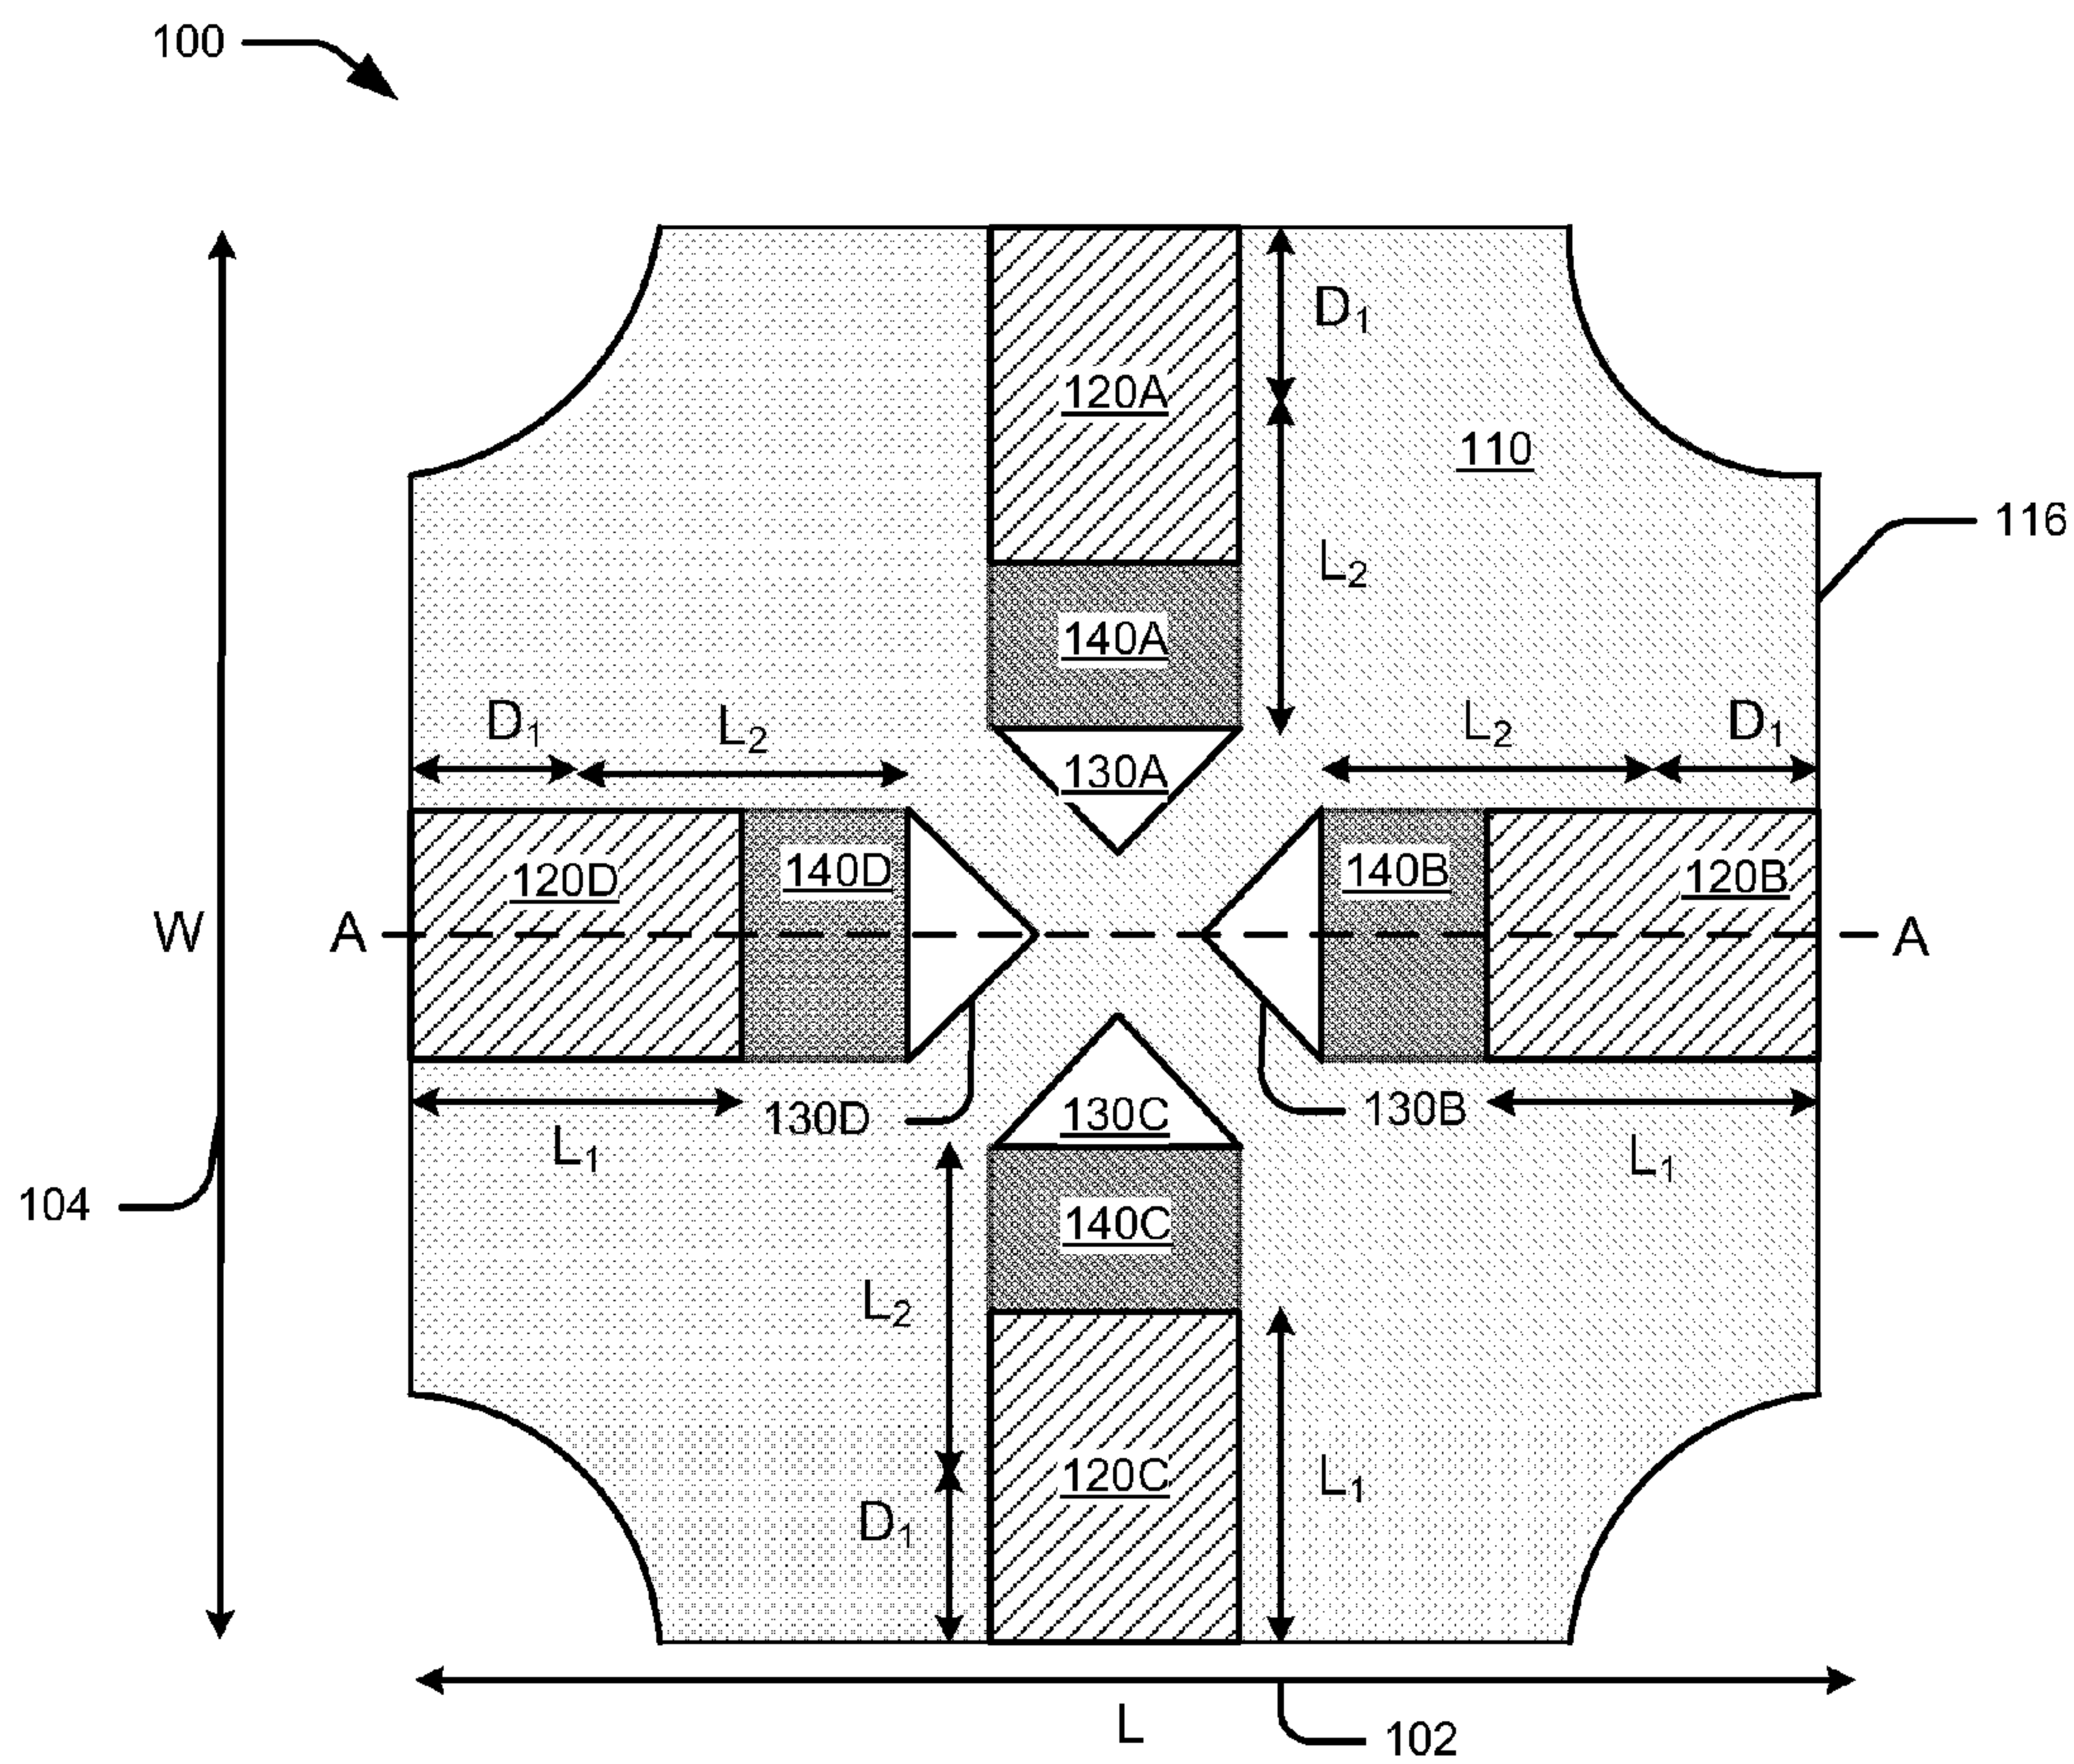 100
D₁
120A
110
116
L₂
140A
D₁
L₂
L₂
D₁
130A
120D
140D
140B
120B
W
A
A
130D
130C
130B
L₁
L₁
104
140C
L₂
120C
L₁
D₁
L
102